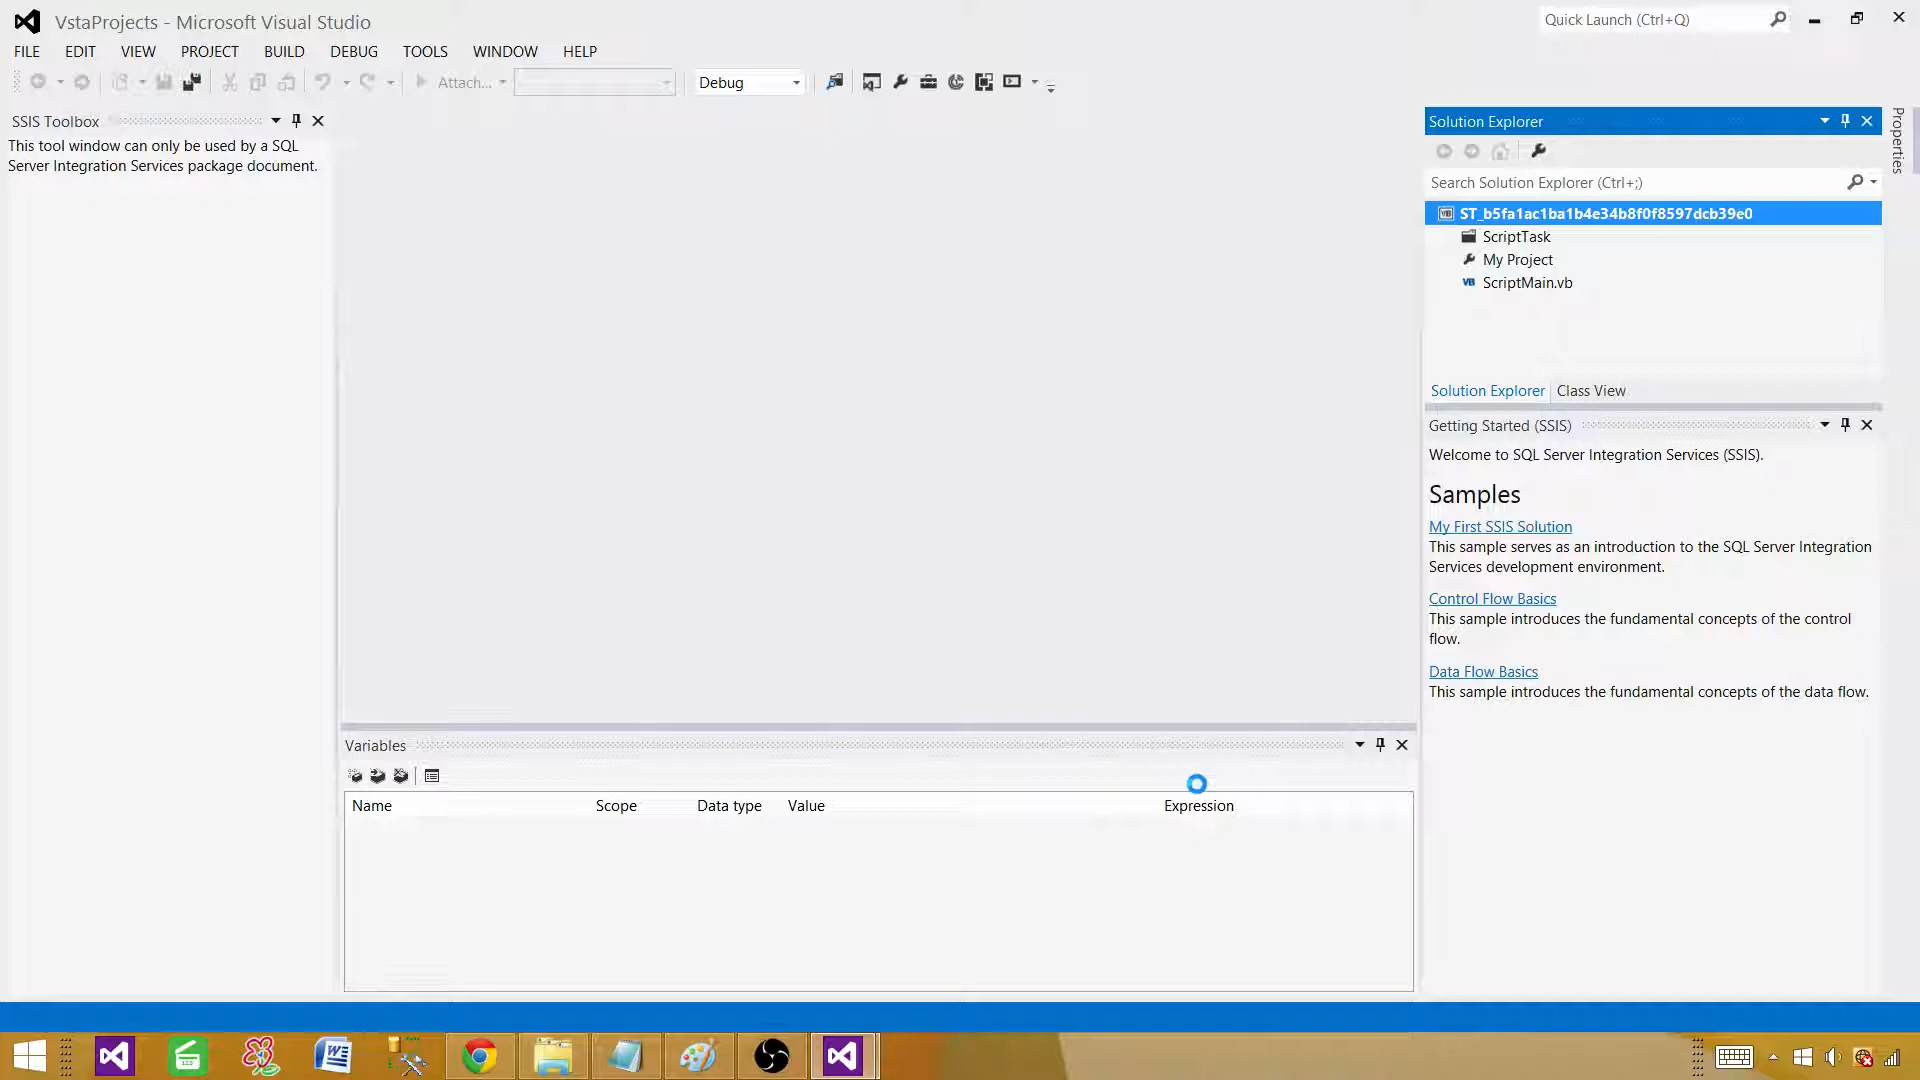 VstaProjects - Microsoft Visual Studio
Quick Launch (Ctrl+Q)
FILE EDIT VIEW PROJECT BUILD DEBUG TOOLS WINDOW HELP
Attach...
Debug
SSIS Toolbox
This tool window can only be used by a SQL
Server Integration Services package document.
Solution Explorer
Search Solution Explorer (Ctrl+;)
ST_b5fa1ac1ba1b4e34b8f0f8597dcb39e0
ScriptTask
My Project
VB ScriptMain.vb
Solution Explorer Class View
Properties
Getting Started (SSIS)
Welcome to SQL Server Integration Services (SSIS).
Samples
My First SSIS Solution
This sample serves as an introduction to the SQL Server Integration
Services development environment.
Control Flow Basics
This sample introduces the fundamental concepts of the control
flow.
Data Flow Basics
This sample introduces the fundamental concepts of the data flow.
Variables
Name Scope Data type Value Expression